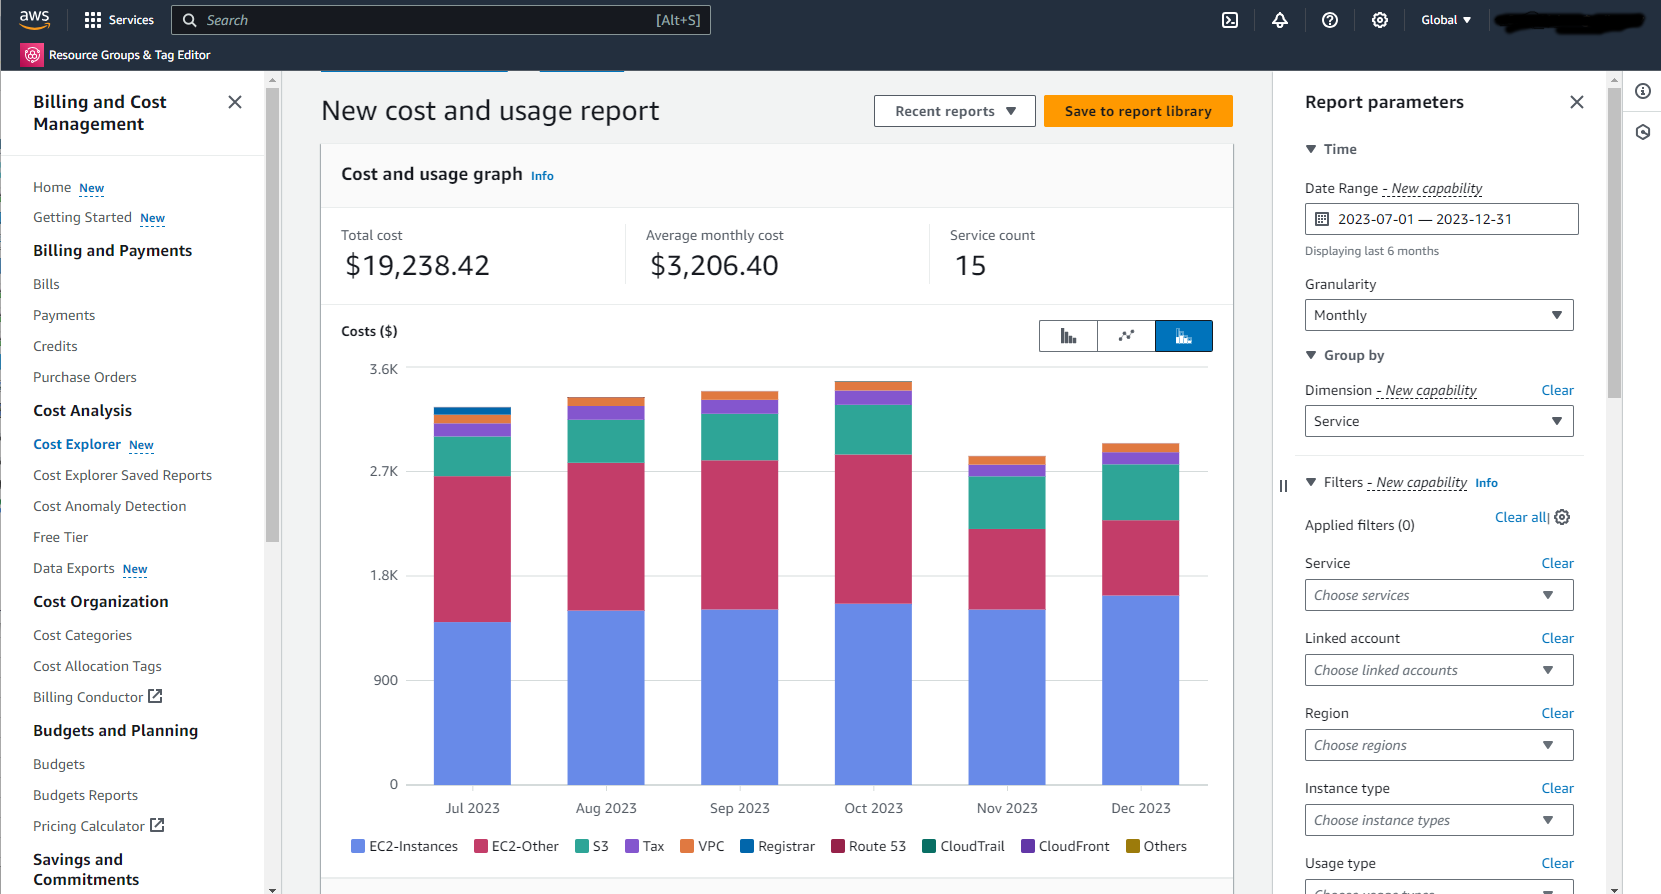 aws
Services
Search
[Alt+S]
Global
Resource Groups & Tag Editor
Billing and Cost
Management
Home New
Getting Started New
Billing and Payments
Bills
Payments
Credits
Purchase Orders
Cost Analysis
Cost Explorer New
Cost Explorer Saved Reports
Cost Anomaly Detection
Free Tier
Data Exports New
Cost Organization
Cost Categories
Cost Allocation Tags
Billing Conductor
Budgets and Planning
Budgets
Budgets Reports
Pricing Calculator
Savings and
Commitments
New cost and usage report
Recent reports
Save to report library
Cost and usage graph Info
Total cost
$19,238.42
Average monthly cost
$3,206.40
Service count
15
Costs ($)
3.6K
2.7K
1.8K
900
0
Jul 2023 Aug 2023 Sep 2023 Oct 2023 Nov 2023 Dec 2023
EC2-Instances EC2-Other S3 Tax VPC Registrar Route 53 CloudTrail CloudFront Others
Report parameters
Time
Date Range - New capability
2023-07-01 — 2023-12-31
Displaying last 6 months
Granularity
Monthly
Group by
Dimension - New capability Clear
Service
Filters - New capability Info
Applied filters (0) Clear all|
Service Clear
Choose services
Linked account Clear
Choose linked accounts
Region Clear
Choose regions
Instance type Clear
Choose instance types
Usage type Clear
Choose usage types